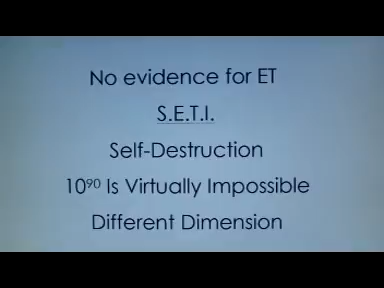 No evidence for ET
S.E.T.I.
Self-Destruction
10⁹⁰ Is Virtually Impossible
Different Dimension